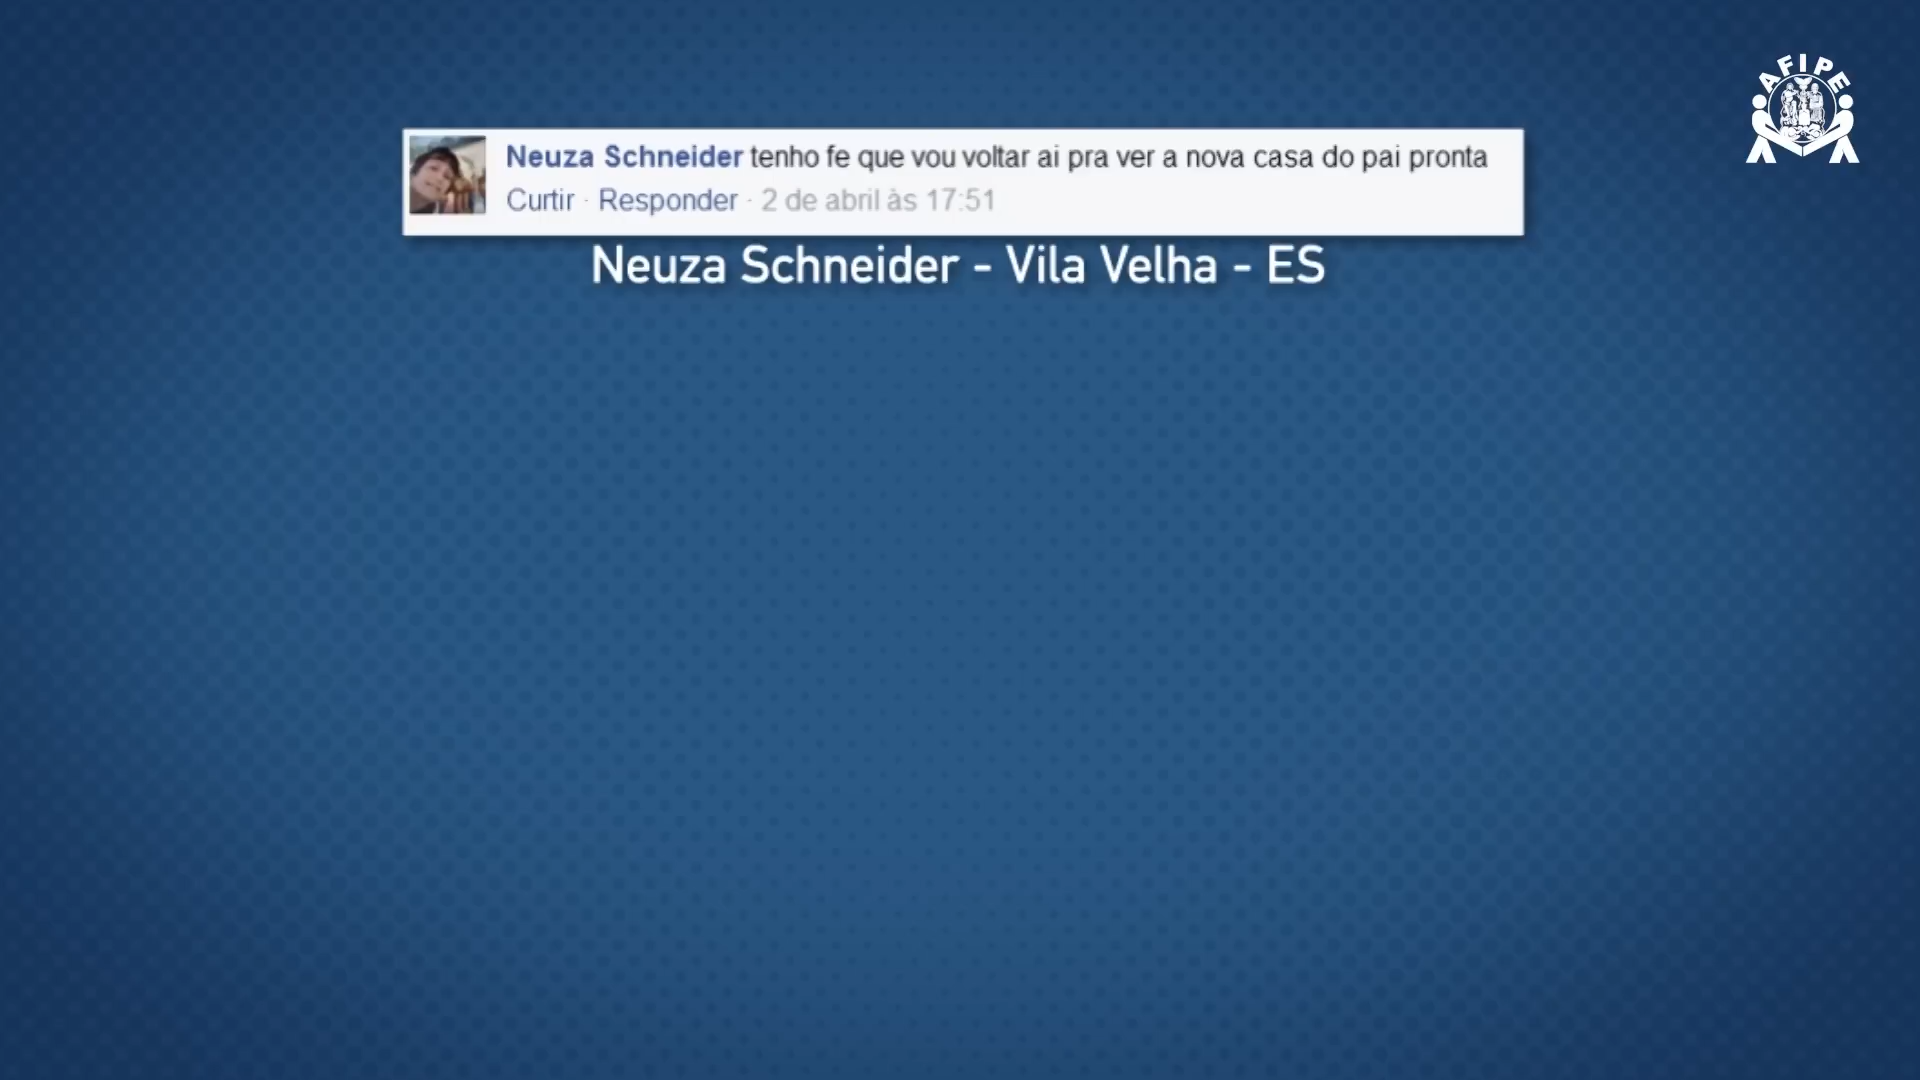 AFIPE
Neuza Schneider tenho fe que vou voltar ai pra ver a nova casa do pai pronta
Curtir · Responder · 2 de abril às 17:51
Neuza Schneider - Vila Velha - ES